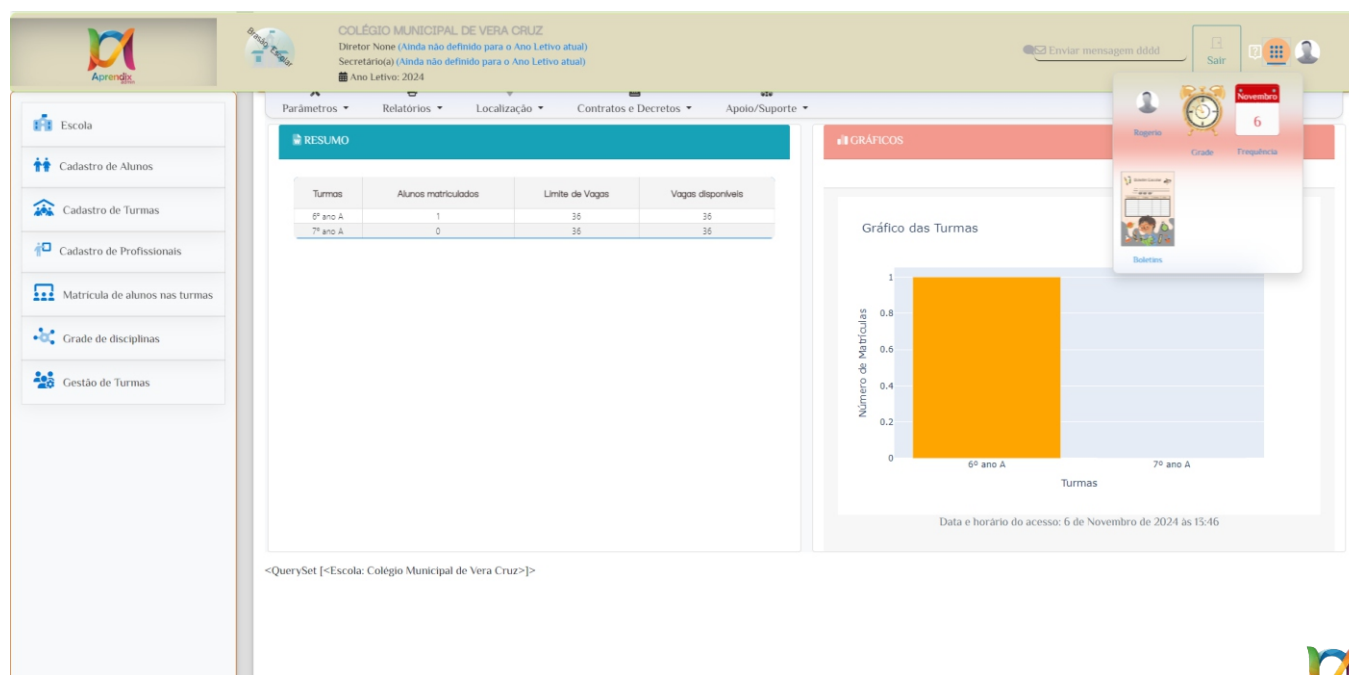 Aprendix
Brasão Escolar
COLÉGIO MUNICIPAL DE VERA CRUZ
Diretor None (Ainda não definido para o Ano Letivo atual)
Secretário(a) (Ainda não definido para o Ano Letivo atual)
Ano Letivo: 2024
Enviar mensagem dddd
Sair
Escola
Cadastro de Alunos
Cadastro de Turmas
Cadastro de Profissionais
Matrícula de alunos nas turmas
Grade de disciplinas
Gestão de Turmas
Parâmetros
Relatórios
Localização
Contratos e Decretos
Apoio/Suporte
Rogerio
Grade
Novembro
6
Frequência
Boletins
RESUMO
Turmas Alunos matriculados Limite de Vagas Vagas disponíveis
6º ano A 1 36 36
7º ano A 0 36 36
GRÁFICOS
Gráfico das Turmas
Número de Matrículas
1
0.8
0.6
0.4
0.2
0
6º ano A 7º ano A
Turmas
Data e horário do acesso: 6 de Novembro de 2024 às 13:46
<QuerySet [<Escola: Colégio Municipal de Vera Cruz>]>